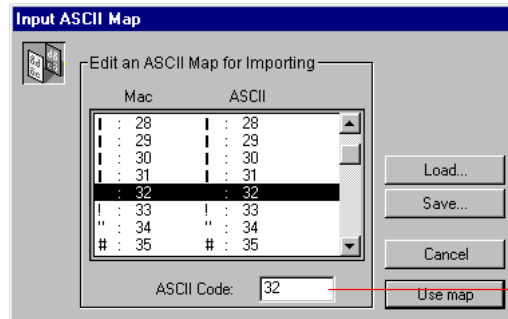 Input ASCII Map
Edit an ASCII Map for Importing
Mac ASCII
| : 28 | : 28
| : 29 | : 29
| : 30 | : 30
| : 31 | : 31
: 32 : 32
! : 33 ! : 33
" : 34 " : 34
# : 35 # : 35
Load...
Save...
Cancel
ASCII Code: 32
Use map